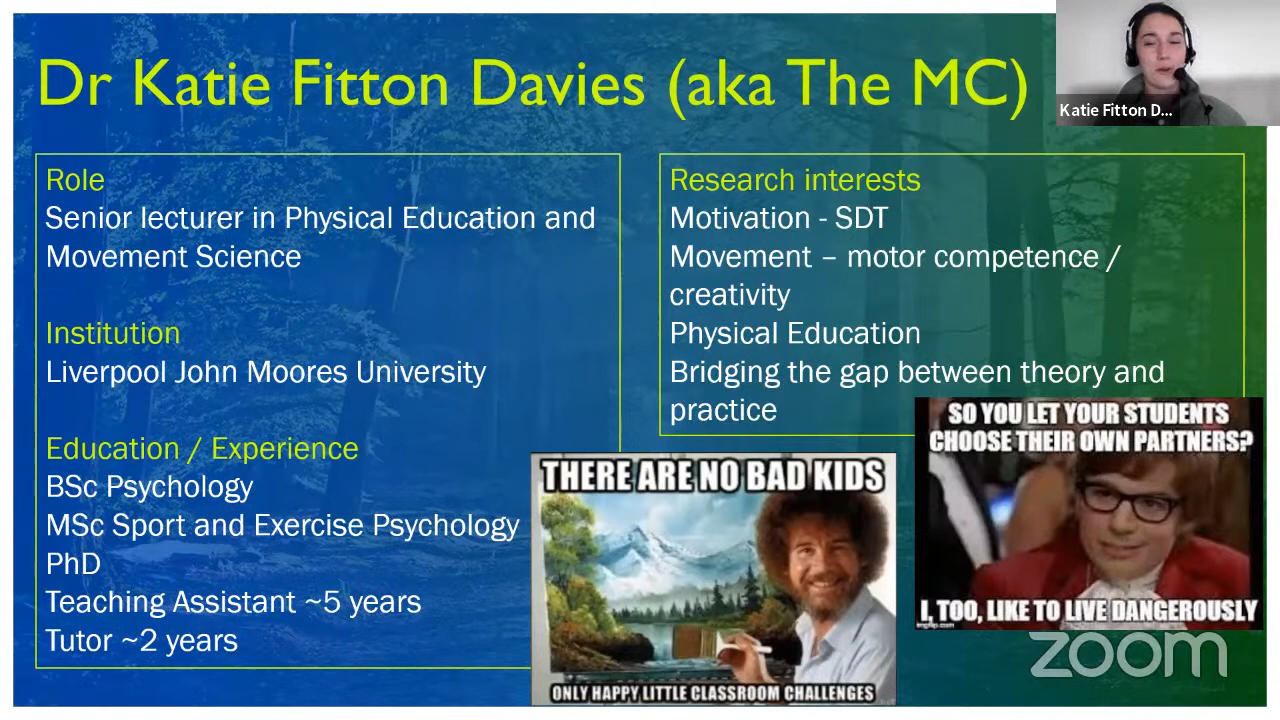 Dr Katie Fitton Davies (aka The MC)
Katie Fitton D...
Role
Senior lecturer in Physical Education and
Movement Science
Institution
Liverpool John Moores University
Education / Experience
BSc Psychology
MSc Sport and Exercise Psychology
PhD
Teaching Assistant ~5 years
Tutor ~2 years
Research interests
Motivation - SDT
Movement – motor competence /
creativity
Physical Education
Bridging the gap between theory and
practice
THERE ARE NO BAD KIDS
ONLY HAPPY LITTLE CLASSROOM CHALLENGES
SO YOU LET YOUR STUDENTS
CHOOSE THEIR OWN PARTNERS?
I, TOO, LIKE TO LIVE DANGEROUSLY
imgflip.com
zoom